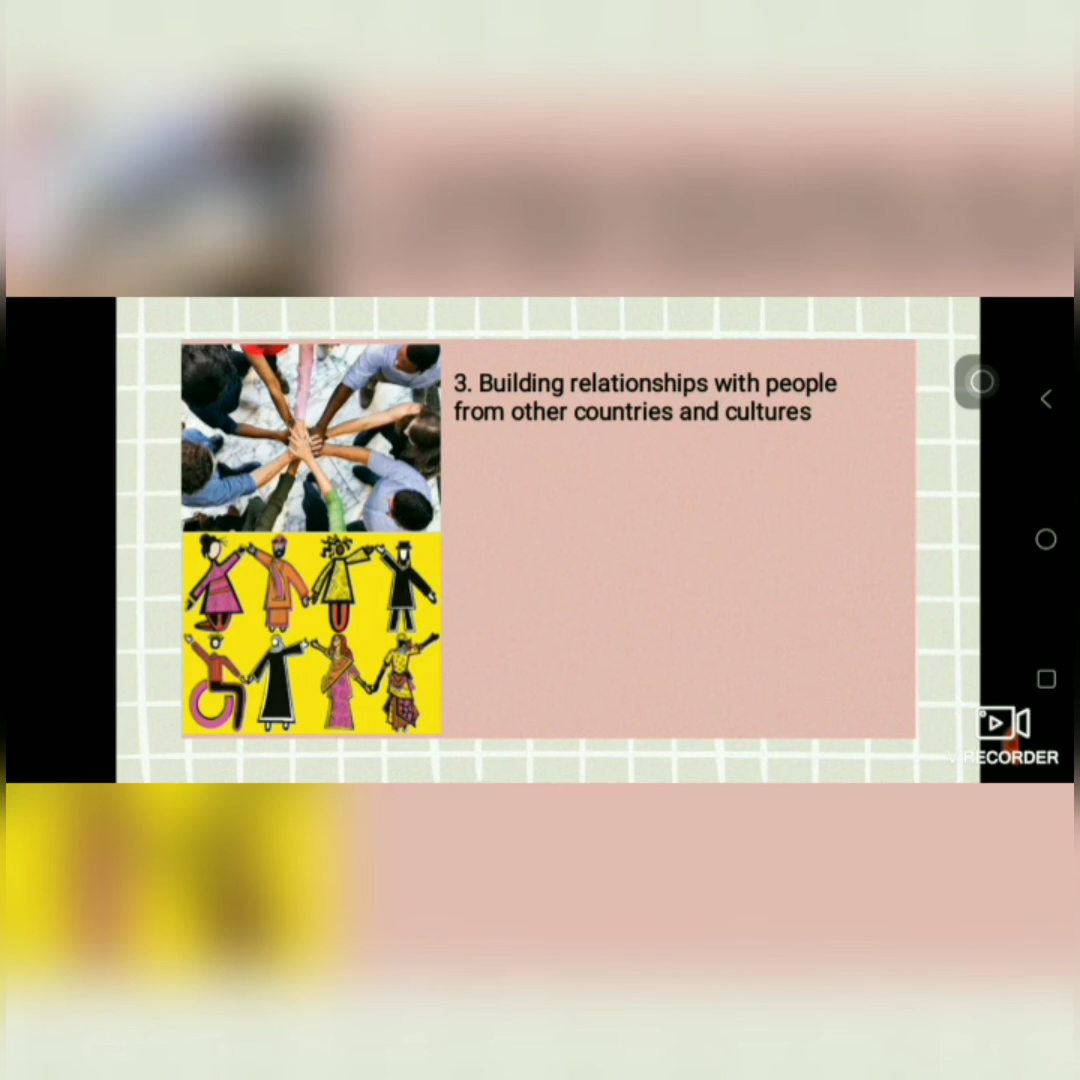 3. Building relationships with people
from other countries and cultures
RECORDER